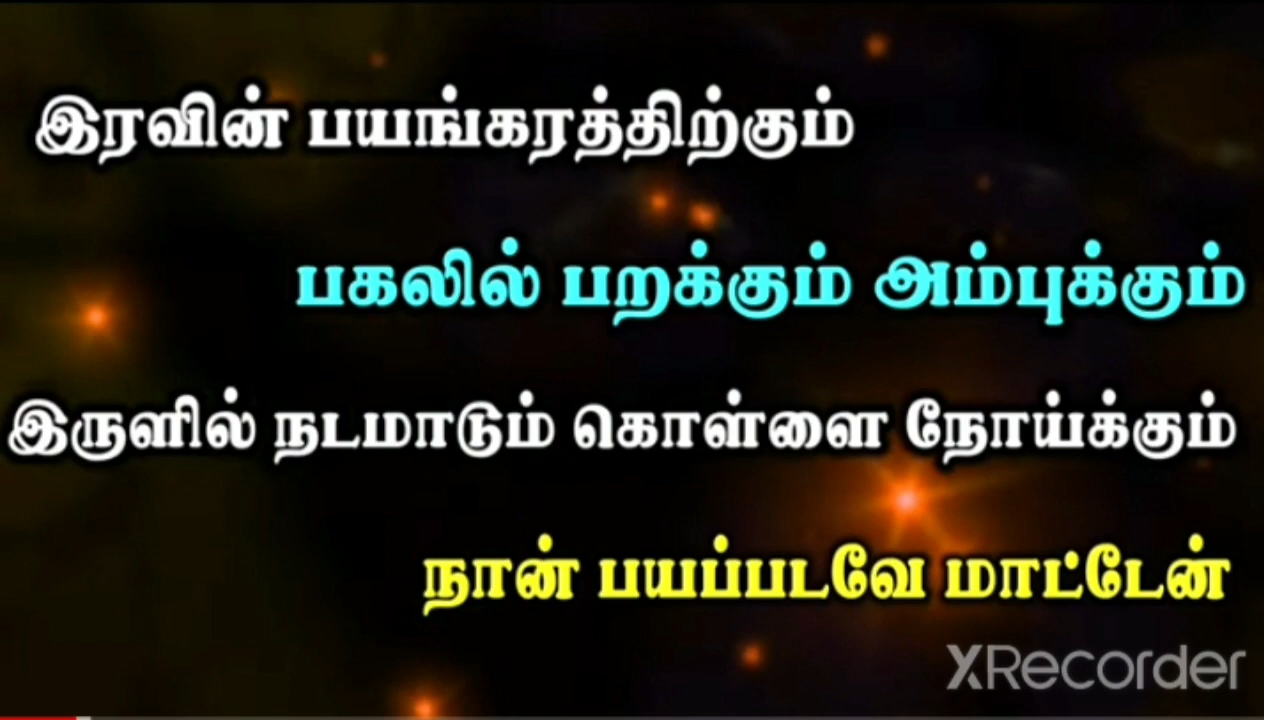 இரவின் பயங்கரத்திற்கும்
பகலில் பறக்கும் அம்புக்கும்
இருளில் நடமாடும் கொள்ளை நோய்க்கும்
நான் பயப்படவே மாட்டேன்
XRecorder